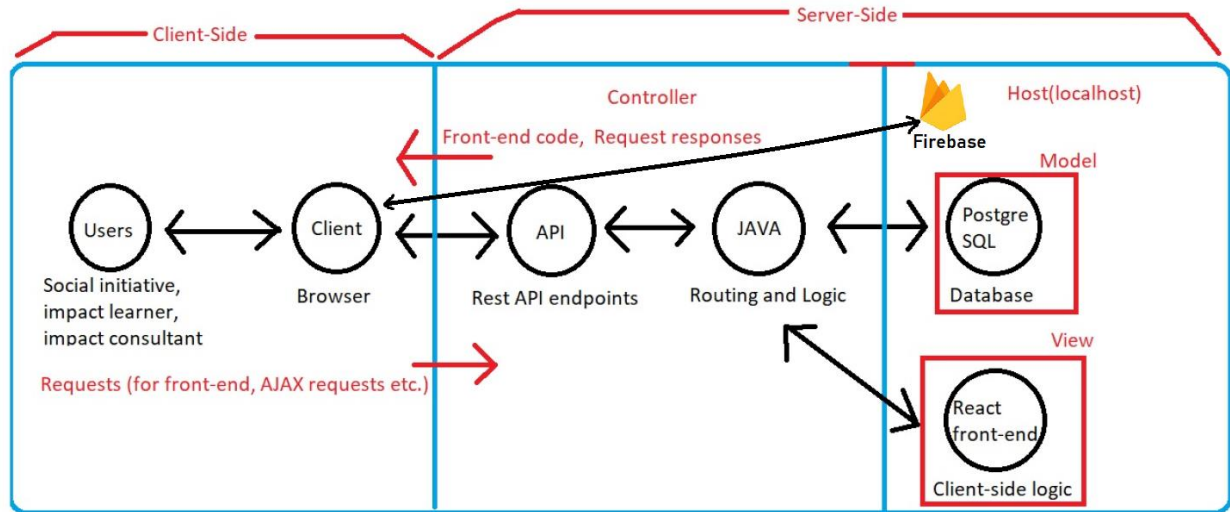 Server-Side
Client-Side
Controller
Host(localhost)
Front-end code,  Request responses
Firebase
Model
Users
Client
API
JAVA
Postgre
SQL
Social initiative,
impact learner,
impact consultant
Browser
Rest API endpoints
Routing and Logic
Database
View
Requests (for front-end, AJAX requests etc.)
React
front-end
Client-side logic